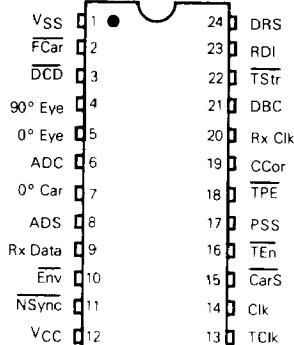 VSS 1 24 DRS
FCar 2 23 RDI
DCD 3 22 TStr
90° Eye 4 21 DBC
0° Eye 5 20 Rx Clk
ADC 6 19 CCor
0° Car 7 18 TPE
ADS 8 17 PSS
Rx Data 9 16 TEn
Env 10 15 CarS
NSync 11 14 Clk
VCC 12 13 TClk